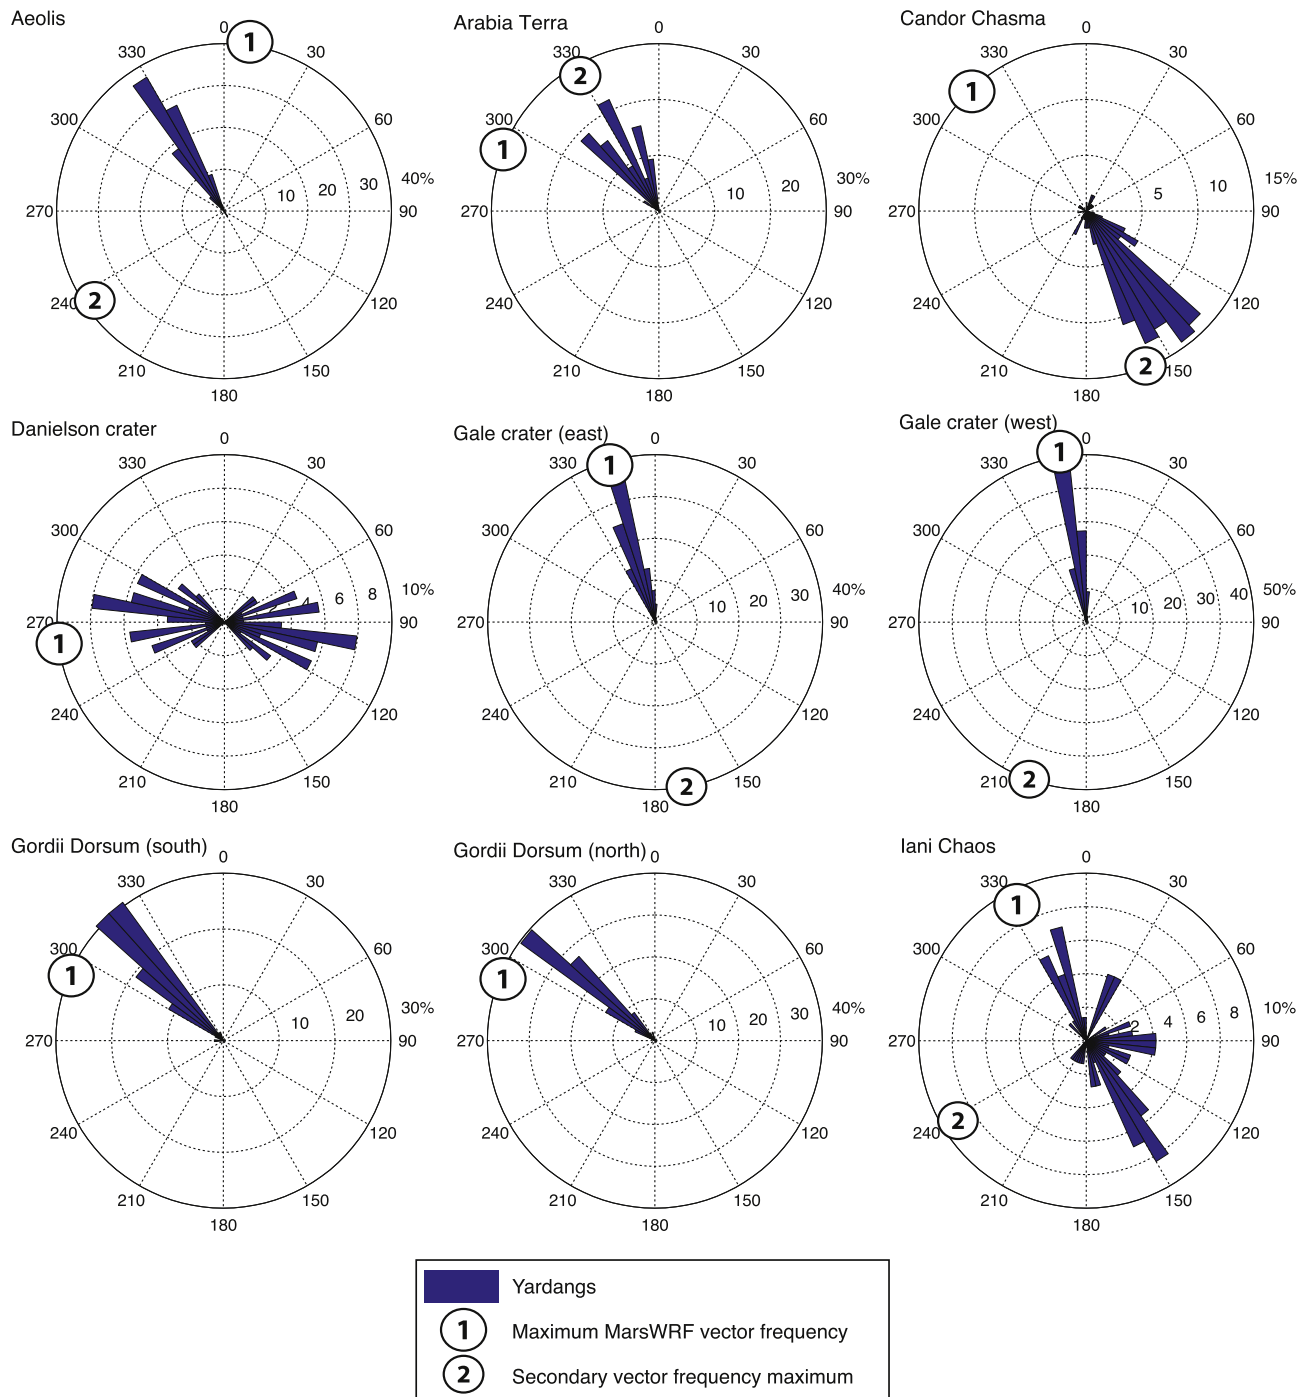 Aeolis
Arabia Terra
Candor Chasma
0 30 60 90 120 150 180 210 240 270 300 330
10 20 30 40%
1
2
0 30 60 90 120 150 180 210 240 270 300 330
10 20 30%
1
2
0 30 60 90 120 150 180 210 240 270 300 330
5 10 15%
1
2
Danielson crater
Gale crater (east)
Gale crater (west)
0 30 60 90 120 150 180 210 240 270 300 330
6 8 10%
1
0 30 60 90 120 150 180 210 240 270 300 330
10 20 30 40%
1
2
0 30 60 90 120 150 180 210 240 270 300 330
10 20 30 40 50%
1
2
Gordii Dorsum (south)
Gordii Dorsum (north)
Iani Chaos
0 30 60 90 120 150 180 210 240 270 300 330
10 20 30%
1
0 30 60 90 120 150 180 210 240 270 300 330
10 20 30 40%
1
0 30 60 90 120 150 180 210 240 270 300 330
2 4 6 8 10%
1
2
Yardangs
1 Maximum MarsWRF vector frequency
2 Secondary vector frequency maximum